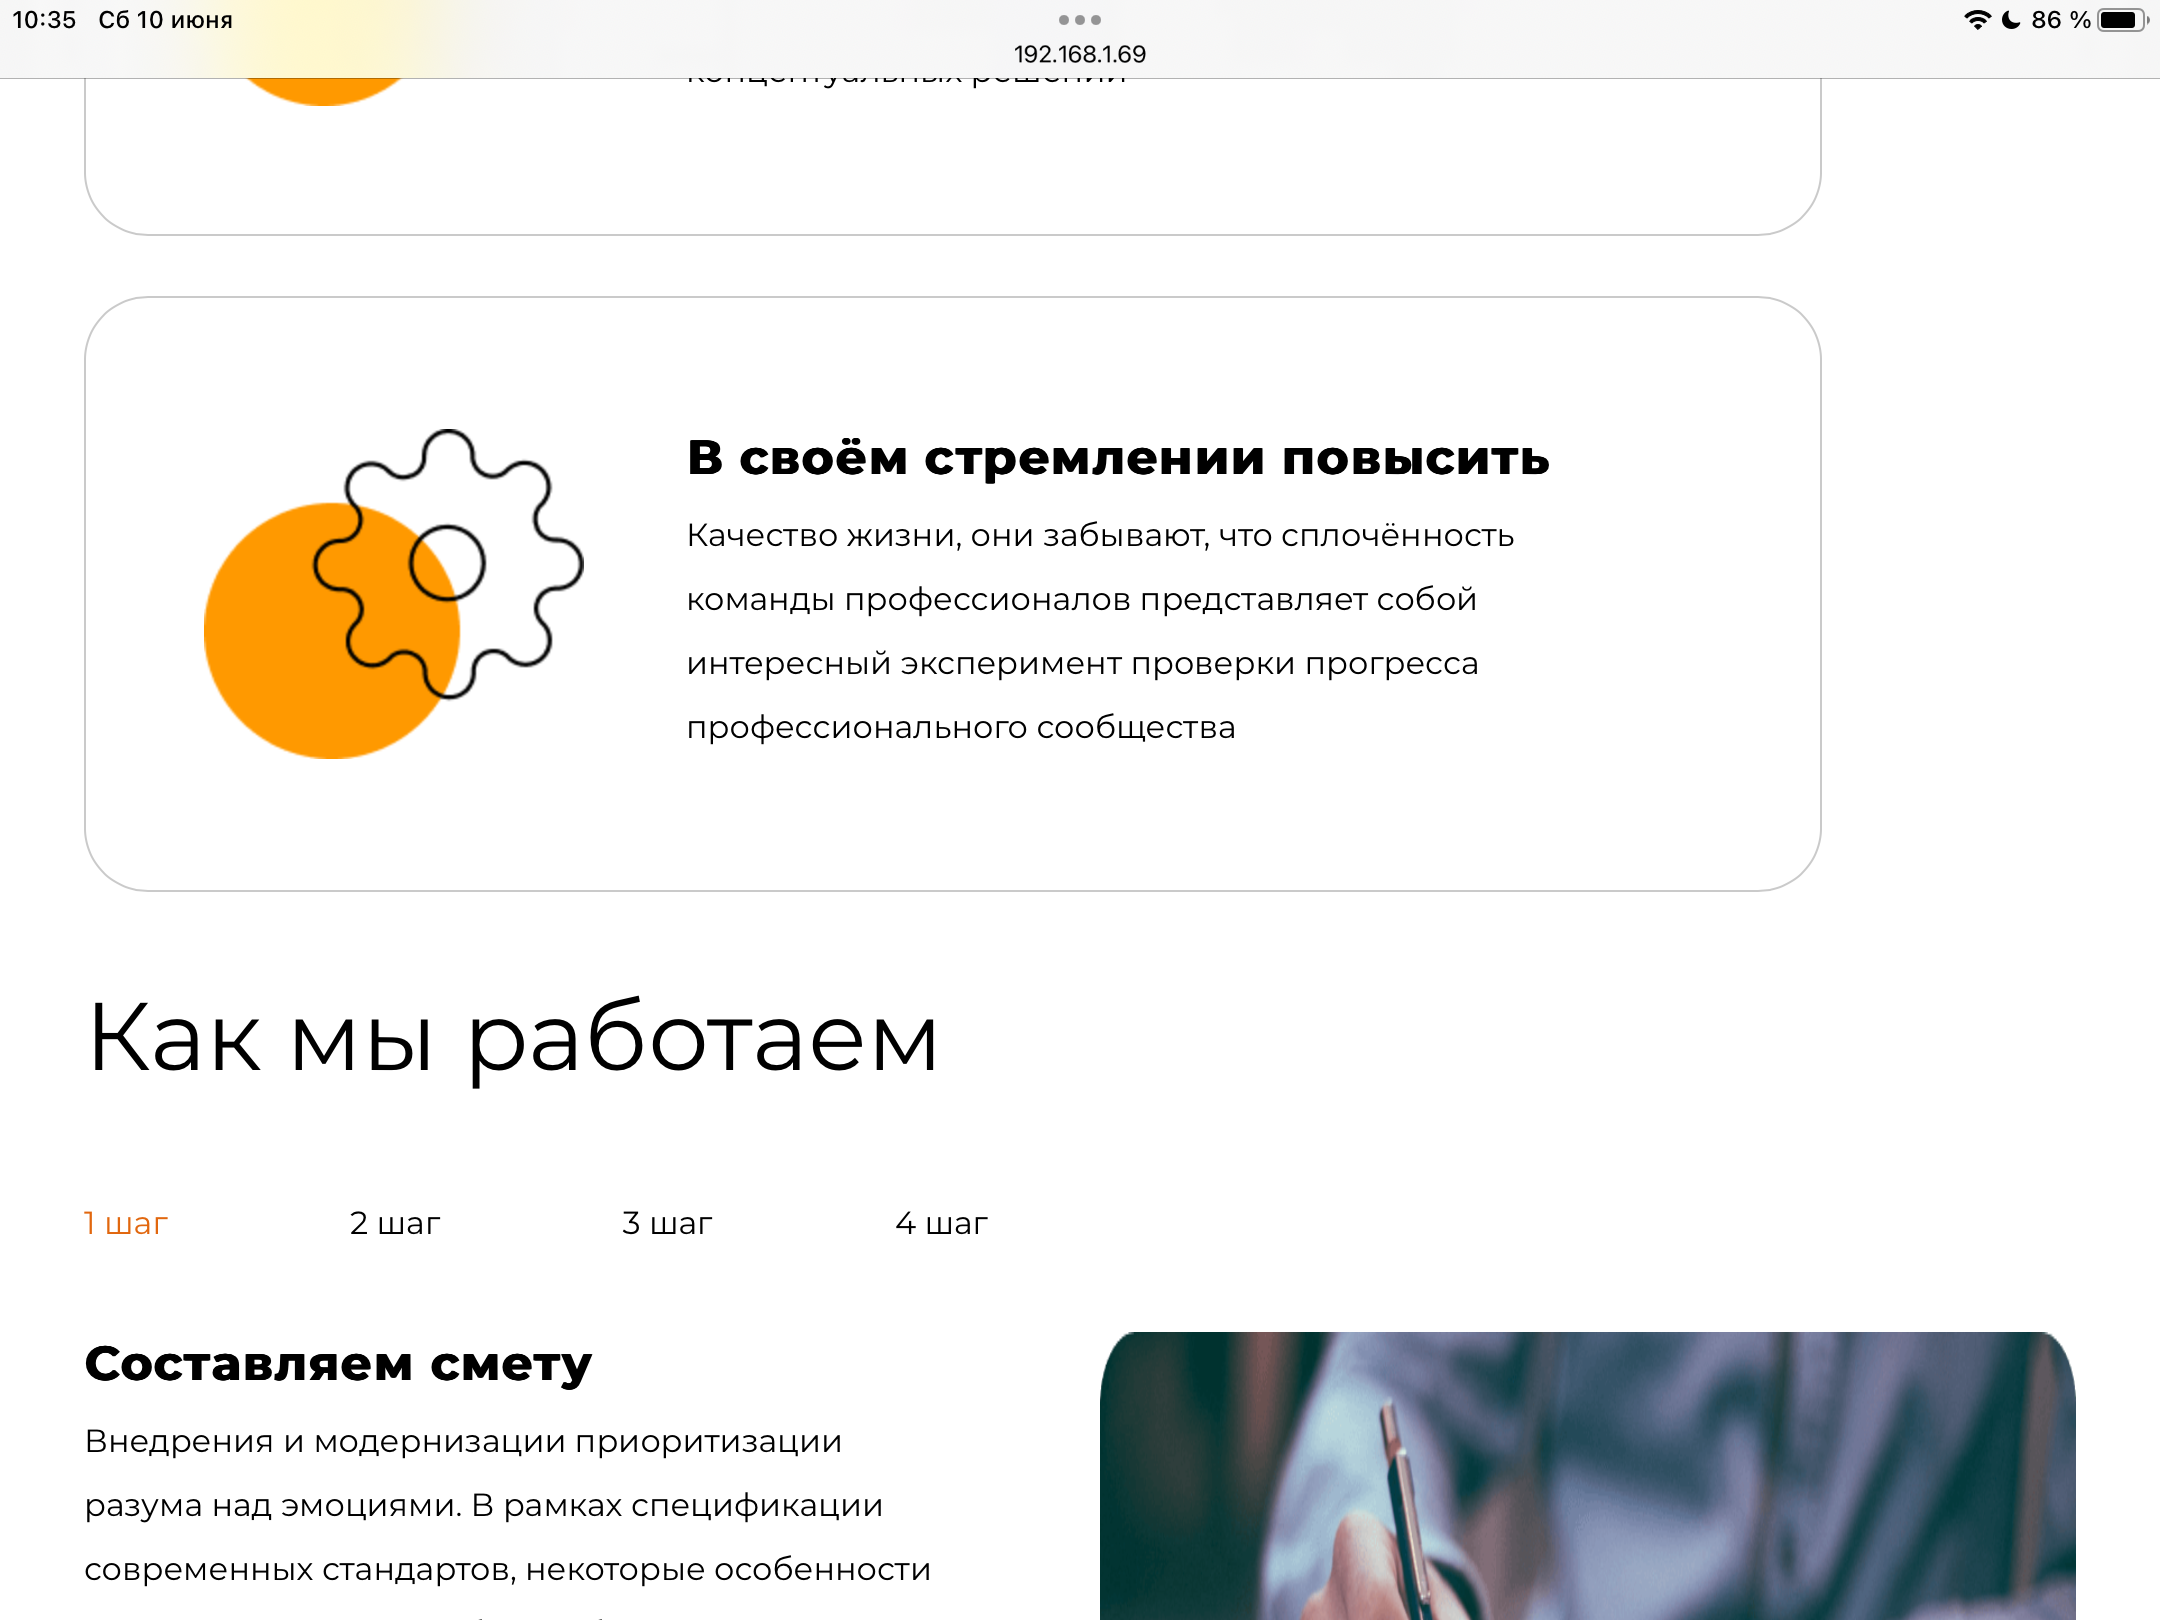 10:35 Сб 10 июня
86 %
192.168.1.69
концептуальных решений
В своём стремлении повысить
Качество жизни, они забывают, что сплочённость
команды профессионалов представляет собой
интересный эксперимент проверки прогресса
профессионального сообщества
Как мы работаем
1 шаг
2 шаг
3 шаг
4 шаг
Составляем смету
Внедрения и модернизации приоритизации
разума над эмоциями. В рамках спецификации
современных стандартов, некоторые особенности